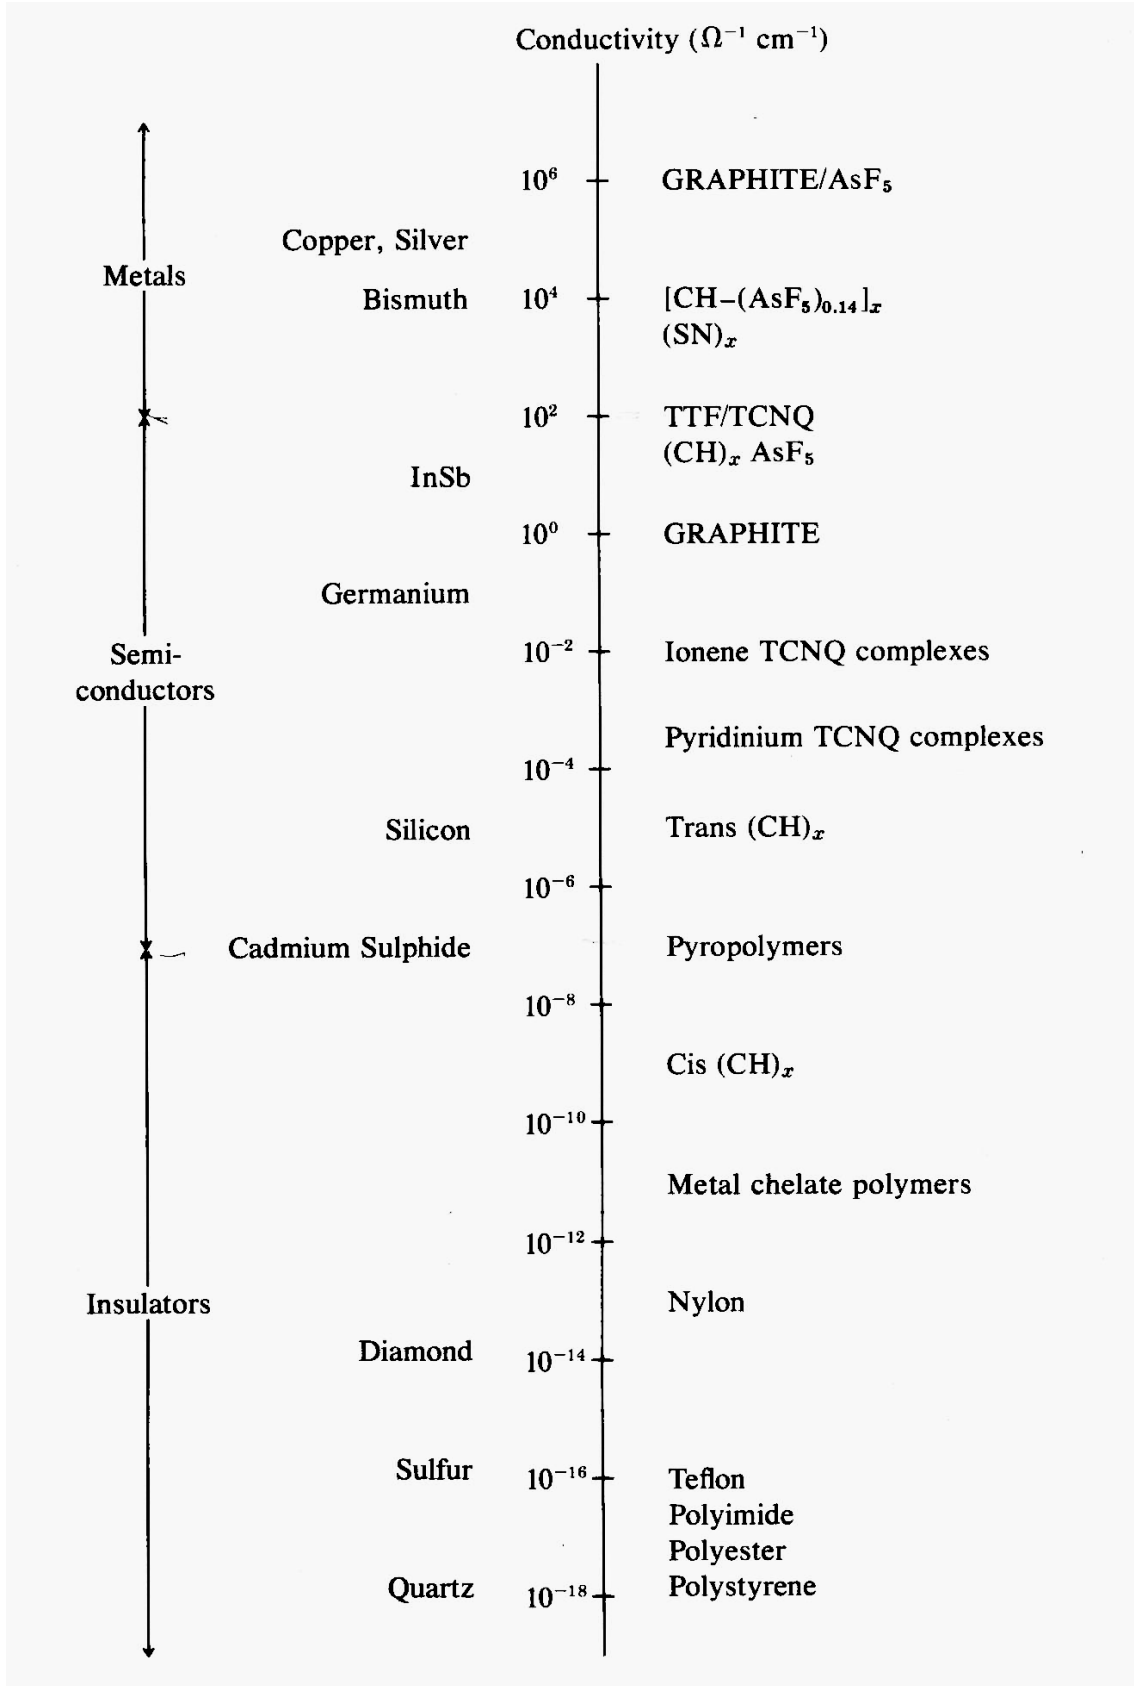 Conductivity (Ω⁻¹ cm⁻¹)
10⁶ GRAPHITE/AsF₅
Copper, Silver
Metals
Bismuth 10⁴ [CH–(AsF₅)₀.₁₄]ₓ
(SN)ₓ
10² TTF/TCNQ
(CH)ₓ AsF₅
InSb
10⁰ GRAPHITE
Germanium
Semi- 10⁻² Ionene TCNQ complexes
conductors
Pyridinium TCNQ complexes
10⁻⁴
Silicon Trans (CH)ₓ
10⁻⁶
Cadmium Sulphide Pyropolymers
10⁻⁸
Cis (CH)ₓ
10⁻¹⁰
Metal chelate polymers
10⁻¹²
Insulators Nylon
Diamond 10⁻¹⁴
Sulfur 10⁻¹⁶ Teflon
Polyimide
Polyester
Quartz 10⁻¹⁸ Polystyrene